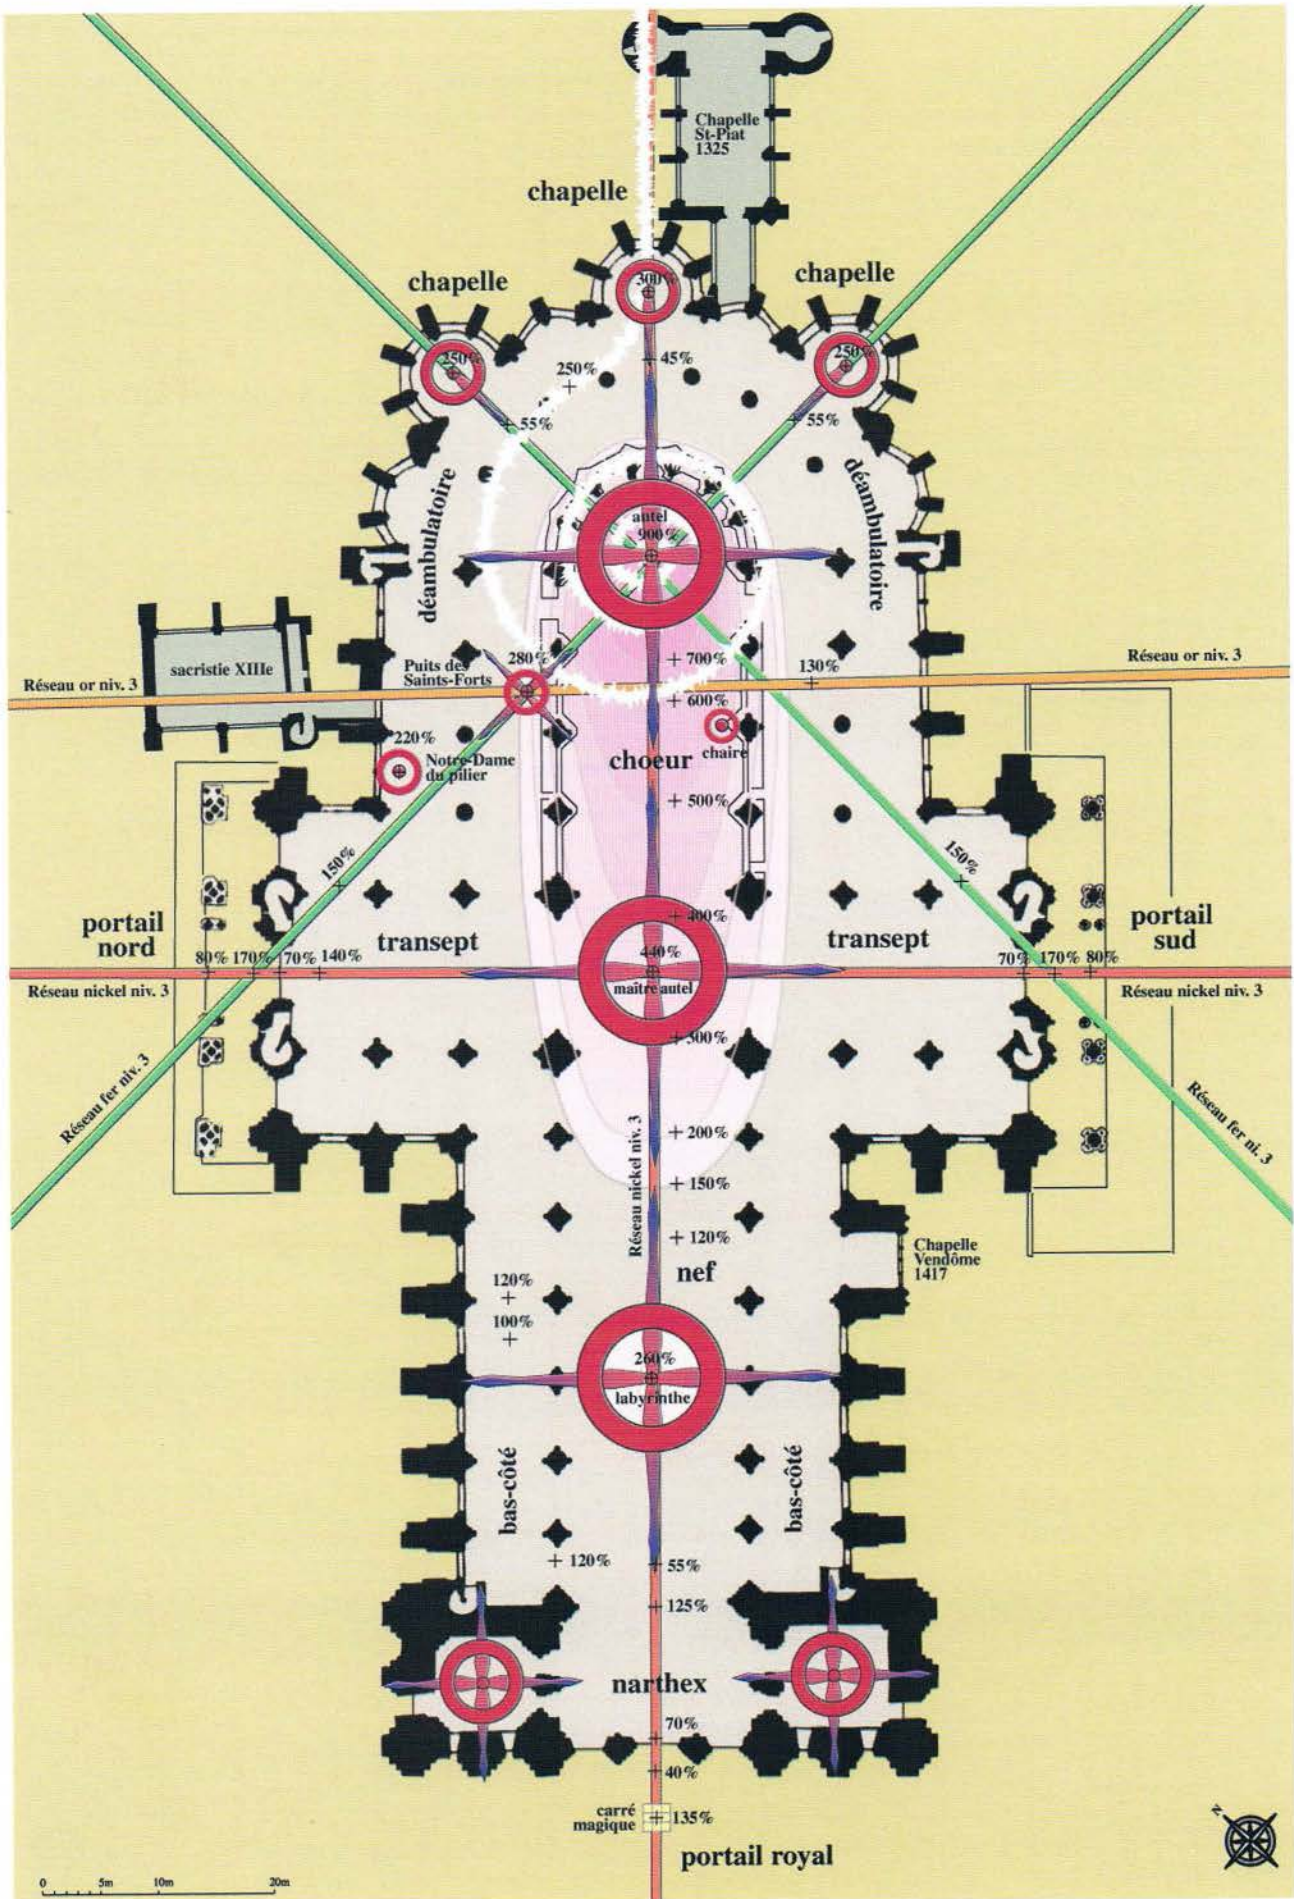 Chapelle
St-Piat
1325
chapelle
chapelle
chapelle
300%
250%
250%
45%
250%
55%
55%
déambulatoire
déambulatoire
autel
900%
sacristie XIIIe
Puits des
Saints-Forts
280%
700%
130%
Réseau or niv. 3
Réseau or niv. 3
600%
220%
Notre-Dame
du pilier
chaire
choeur
500%
150%
150%
portail
nord
transept
400%
transept
portail
sud
80% 170% 70% 140%
440%
70% 170% 80%
Réseau nickel niv. 3
maître autel
Réseau nickel niv. 3
300%
Réseau fer niv. 3
Réseau nickel niv. 3
200%
Réseau fer ni. 3
150%
120%
Chapelle
Vendôme
1417
nef
120%
100%
260%
labyrinthe
bas-côté
bas-côté
120%
55%
125%
narthex
70%
40%
carré
magique
135%
portail royal
N
0 5m 10m 20m